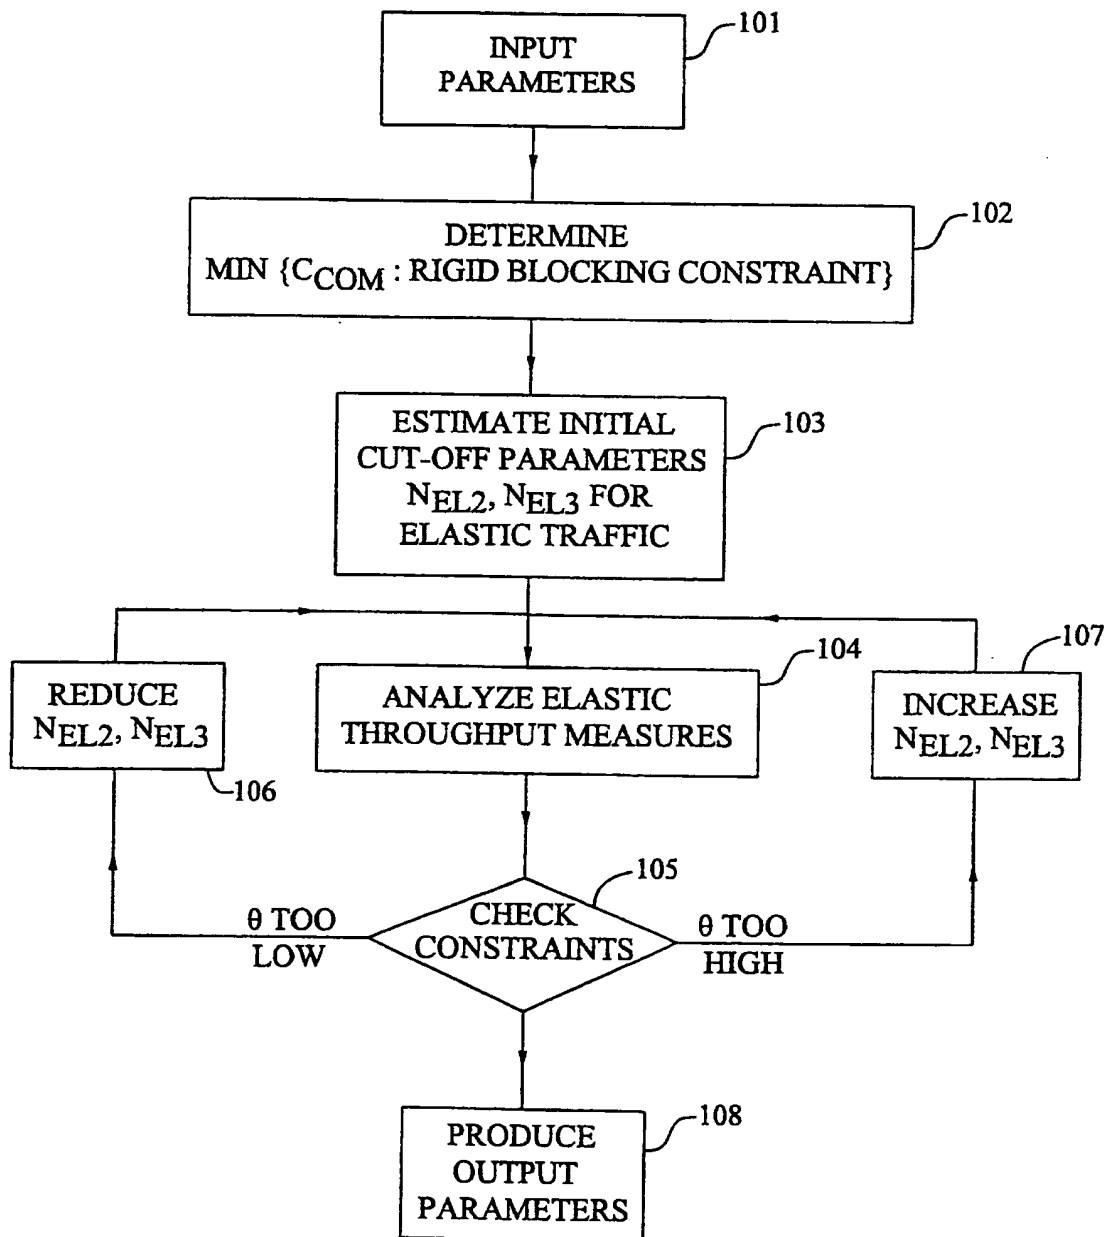 101
INPUT
PARAMETERS
102
DETERMINE
MIN {CCOM : RIGID BLOCKING CONSTRAINT}
103
ESTIMATE INITIAL
CUT-OFF PARAMETERS
NEL2, NEL3 FOR
ELASTIC TRAFFIC
104
ANALYZE ELASTIC
THROUGHPUT MEASURES
107
INCREASE
NEL2, NEL3
REDUCE
NEL2, NEL3
106
105
CHECK
CONSTRAINTS
θ TOO
LOW
θ TOO
HIGH
108
PRODUCE
OUTPUT
PARAMETERS